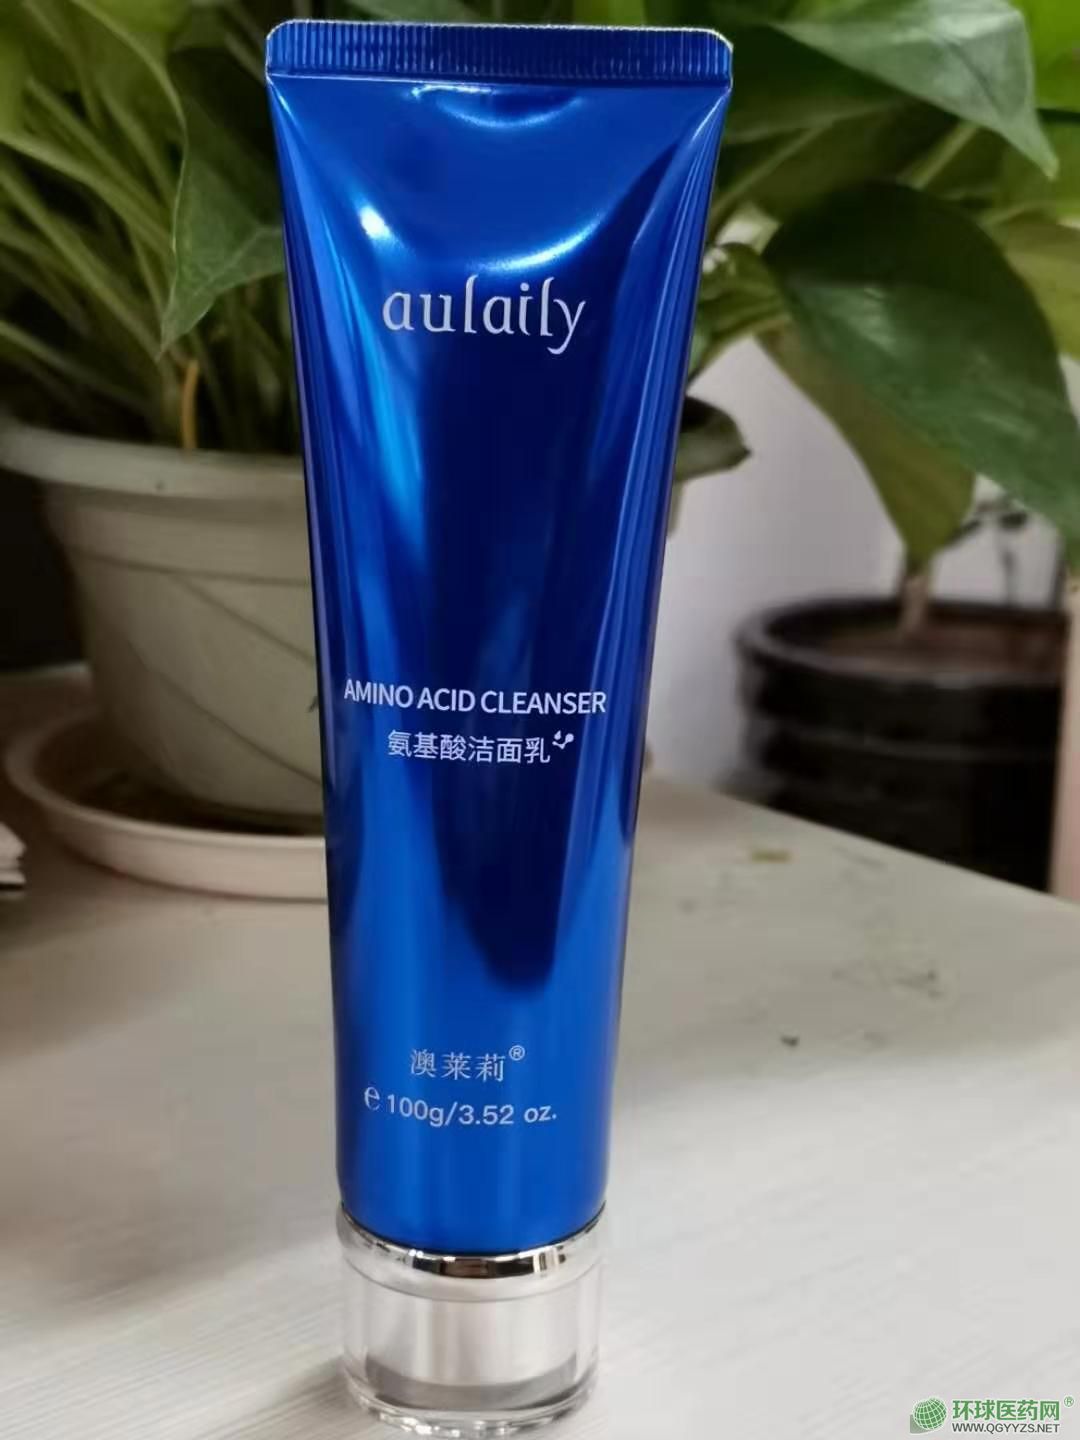 aulaily
AMINO ACID CLEANSER
氨基酸洁面乳
澳莱莉®
℮100g/3.52 oz.
环球医药网®
WWW.QGYYZS.NET